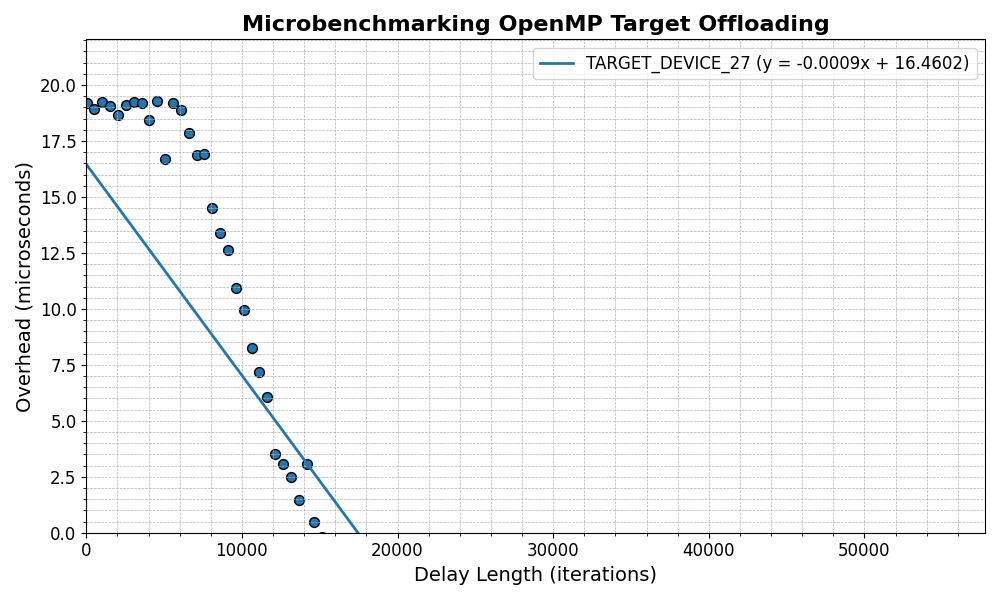 Microbenchmarking OpenMP Target Offloading
TARGET_DEVICE_27 (y = -0.0009x + 16.4602)
Overhead (microseconds)
20.0
17.5
15.0
12.5
10.0
7.5
5.0
2.5
0.0
0 10000 20000 30000 40000 50000
Delay Length (iterations)